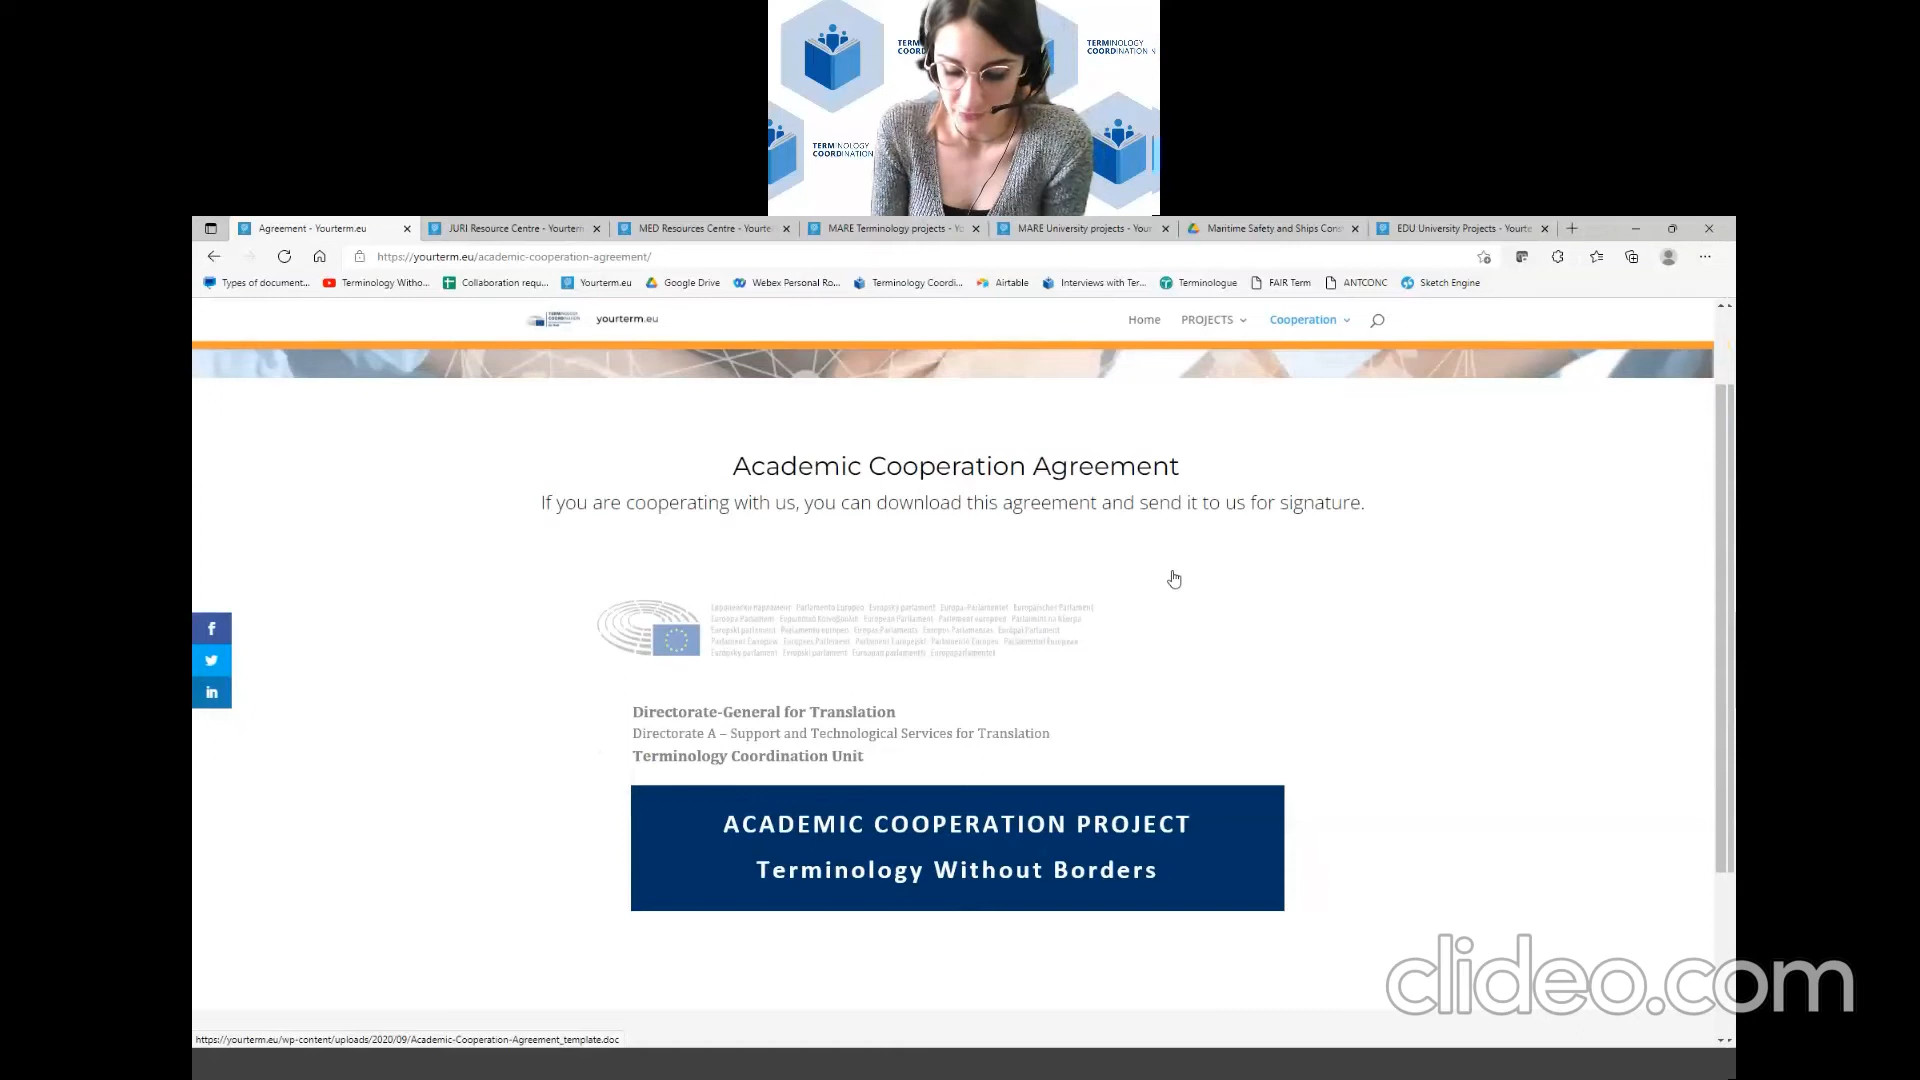 TERM
COORD
TERMINOLOGY
COORDINATION
TERMINOLOGY
COORDINATION
Agreement - Yourterm.eu
JURI Resource Centre - Yourterm
MED Resources Centre - Yourte
MARE Terminology projects - Yo
MARE University projects - Your
Maritime Safety and Ships Cons
EDU University Projects - Yourte
https://yourterm.eu/academic-cooperation-agreement/
Types of document...
Terminology Witho...
Collaboration requ...
Yourterm.eu
Google Drive
Webex Personal Ro...
Terminology Coordi...
Airtable
Interviews with Ter...
Terminologue
FAIR Term
ANTCONC
Sketch Engine
yourterm.eu
Home
PROJECTS
Cooperation
Academic Cooperation Agreement
If you are cooperating with us, you can download this agreement and send it to us for signature.
Directorate-General for Translation
Directorate A – Support and Technological Services for Translation
Terminology Coordination Unit
ACADEMIC COOPERATION PROJECT
Terminology Without Borders
clideo.com
https://yourterm.eu/wp-content/uploads/2020/09/Academic-Cooperation-Agreement_template.doc